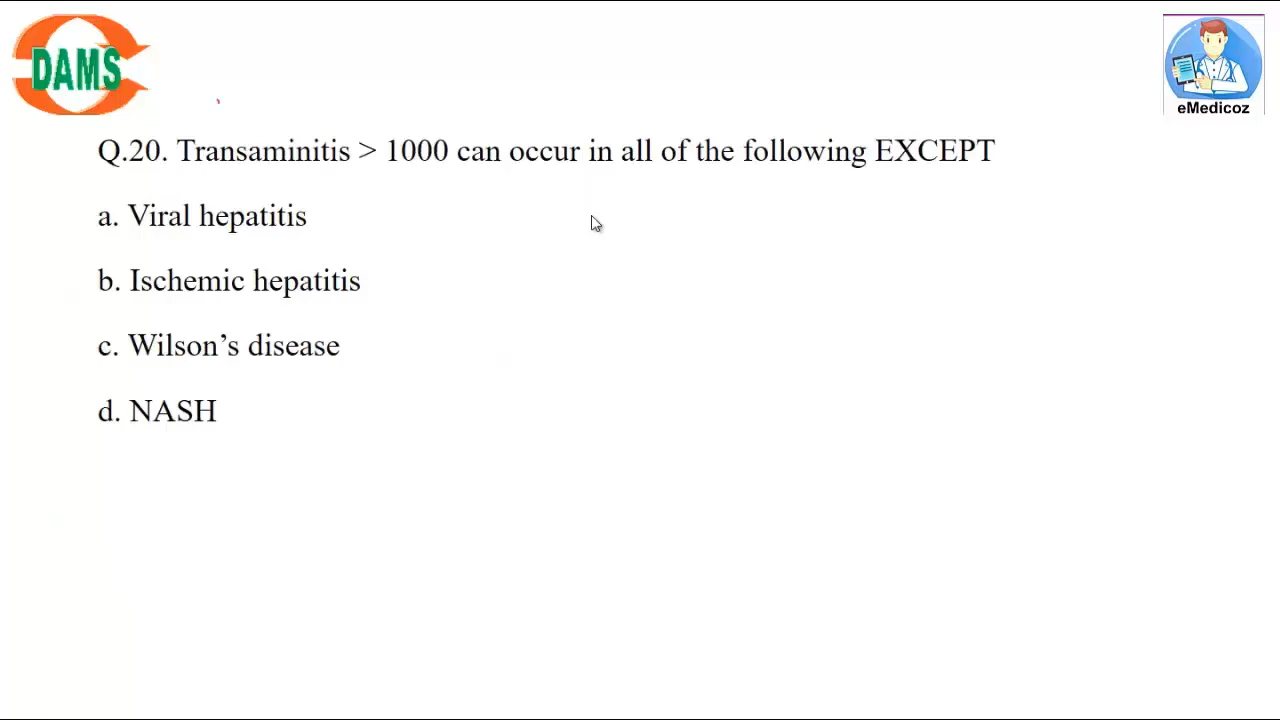 DAMS
eMedicoz
Q.20. Transaminitis > 1000 can occur in all of the following EXCEPT
a. Viral hepatitis
b. Ischemic hepatitis
c. Wilson’s disease
d. NASH